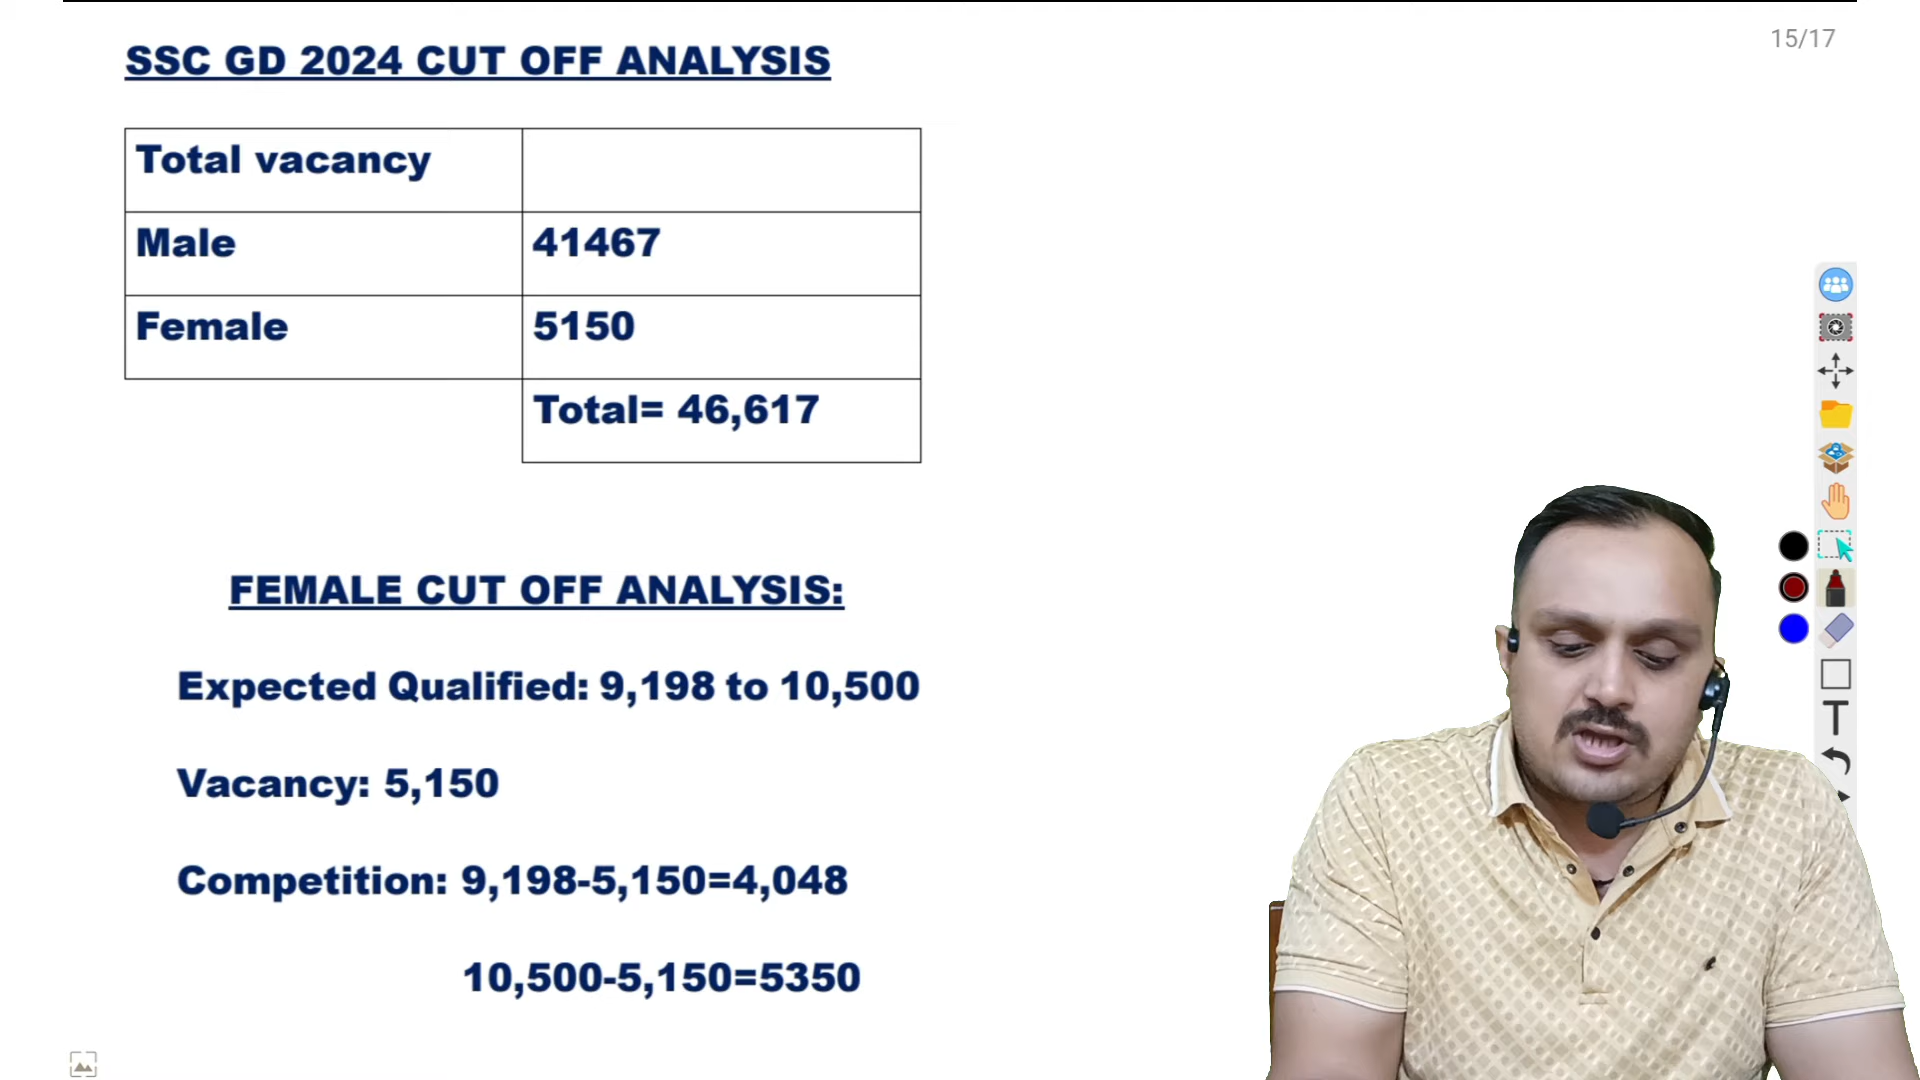 15/17
SSC GD 2024 CUT OFF ANALYSIS
Total vacancy
Male 41467
Female 5150
Total= 46,617
FEMALE CUT OFF ANALYSIS:
Expected Qualified: 9,198 to 10,500
Vacancy: 5,150
Competition: 9,198-5,150=4,048
10,500-5,150=5350
T